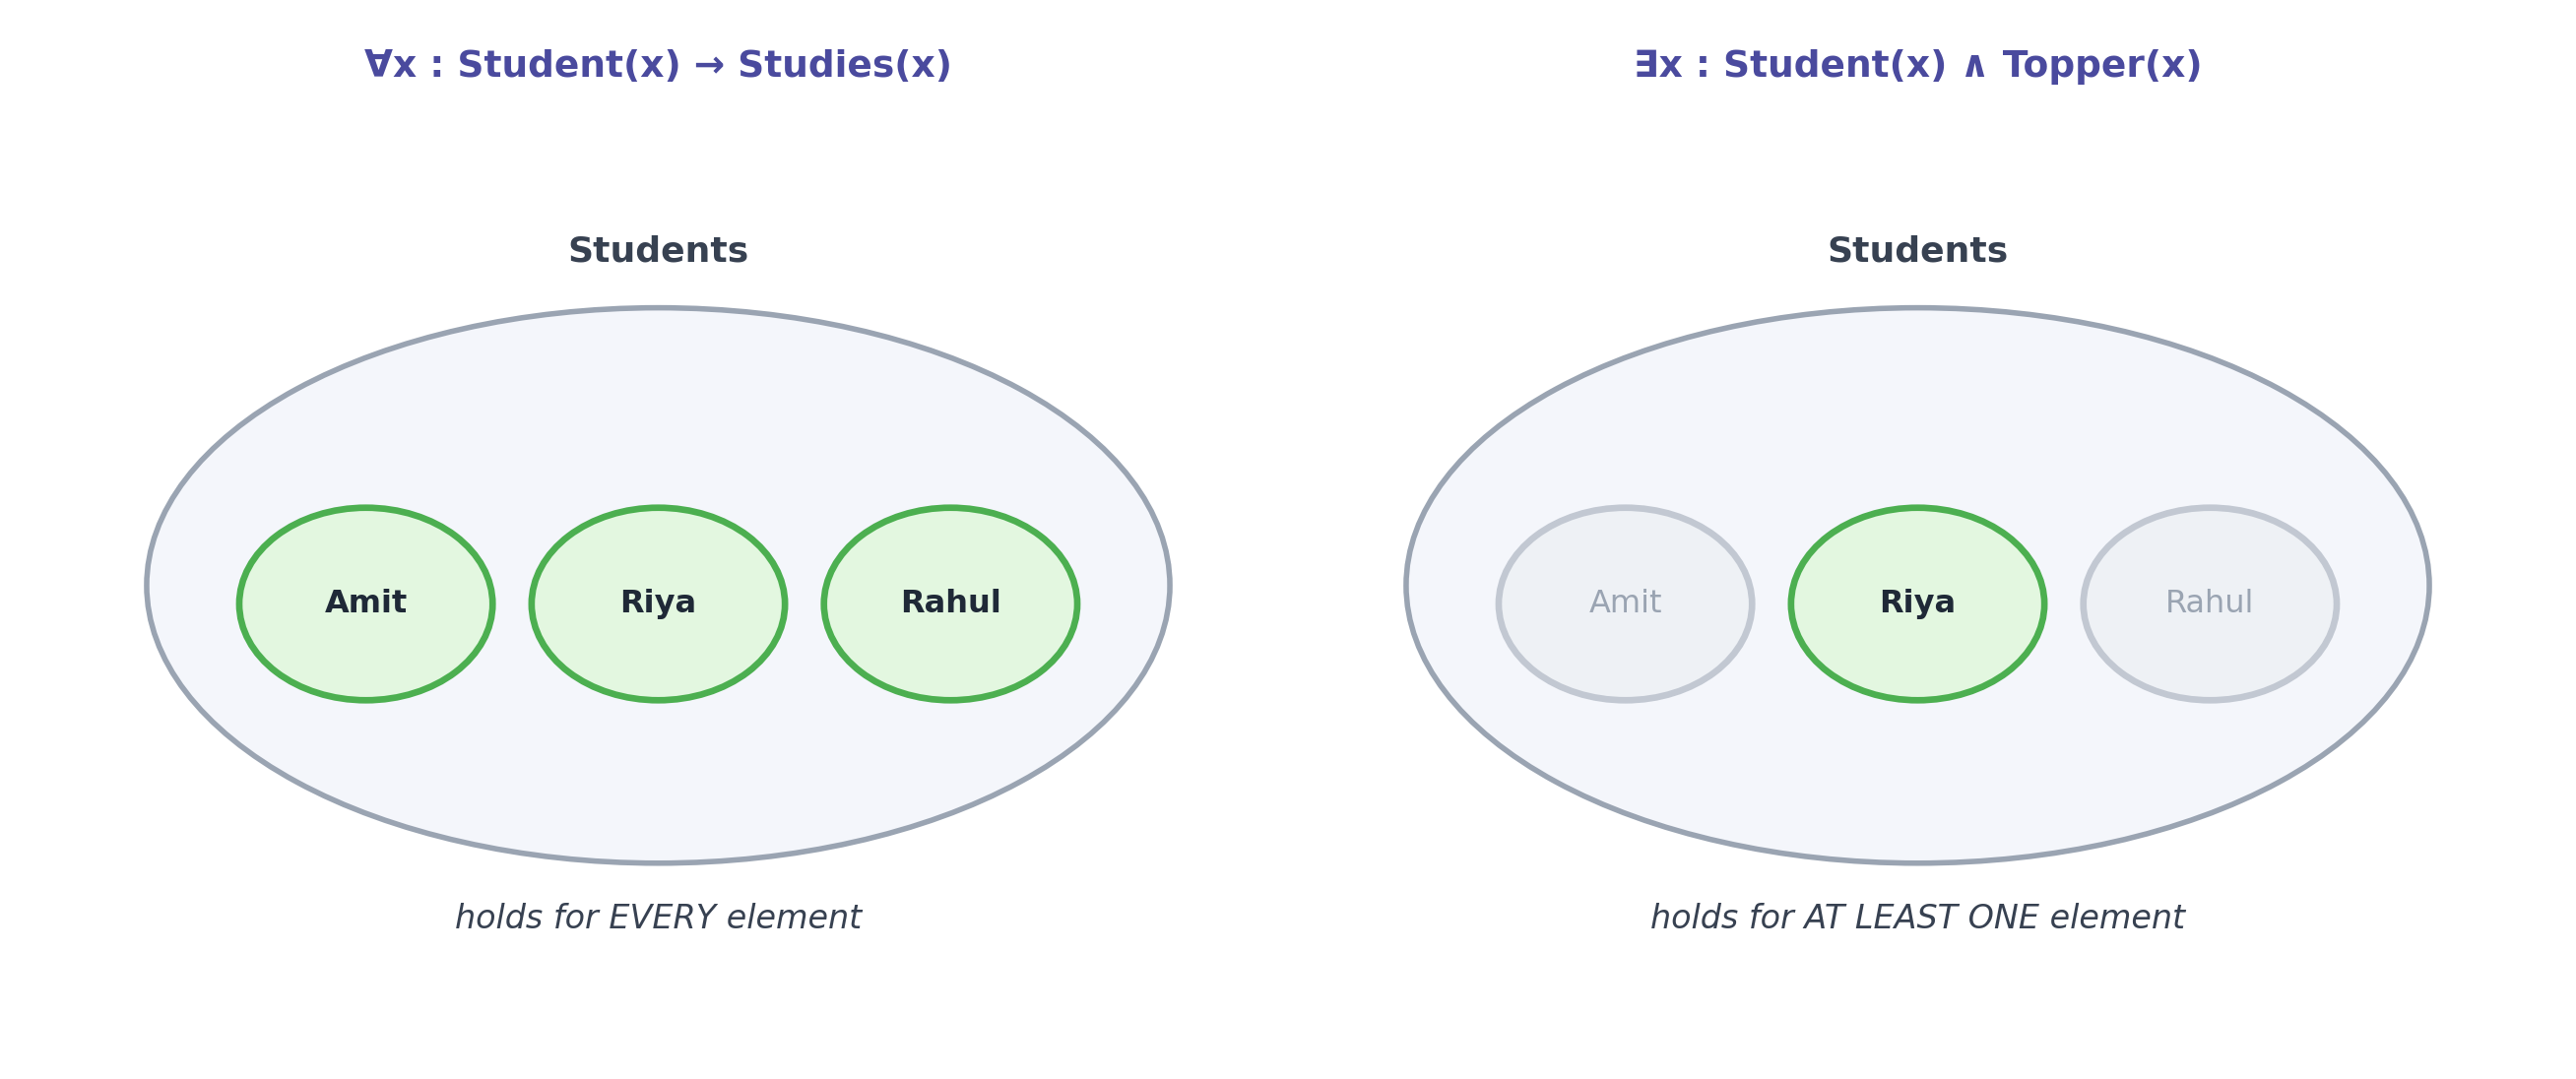 ∀x : Student(x) → Studies(x)
Students
Amit
Riya
Rahul
holds for EVERY element
∃x : Student(x) ∧ Topper(x)
Students
Amit
Riya
Rahul
holds for AT LEAST ONE element